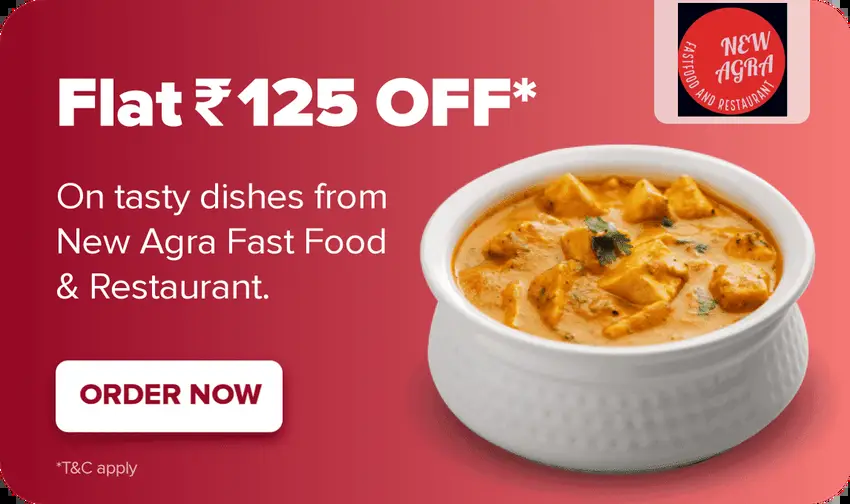 Flat ₹125 OFF*
On tasty dishes from
New Agra Fast Food
& Restaurant.
ORDER NOW
*T&C apply
NEW
AGRA
FASTFOOD AND RESTAURANT